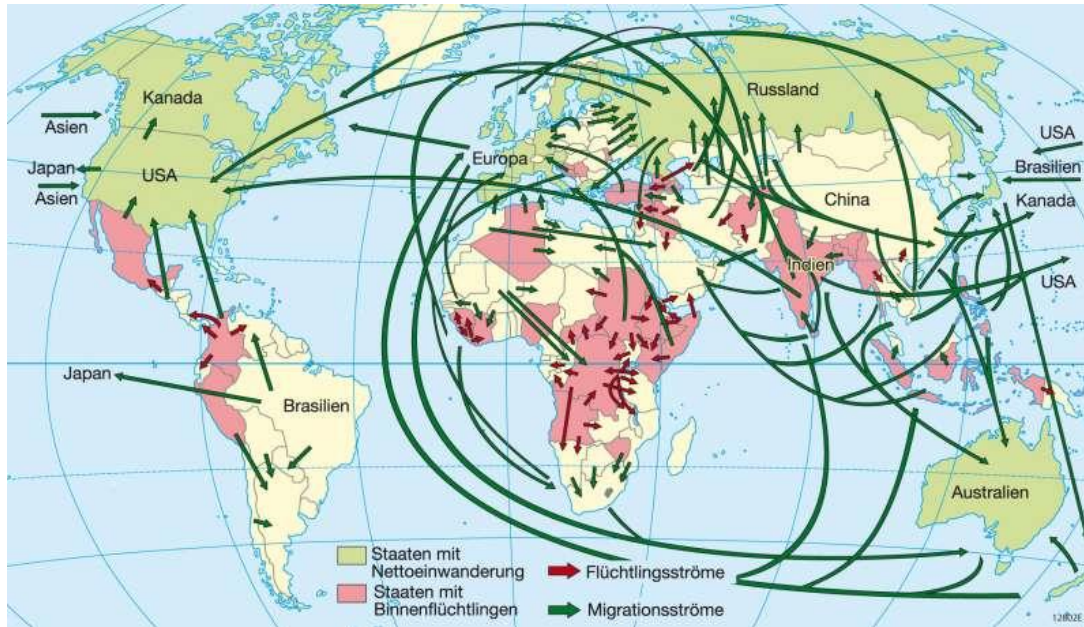 Kanada
Russland
Asien
USA
Japan
USA
Europa
Brasilien
Asien
China
Kanada
Indien
USA
Japan
Brasilien
Australien
Staaten mit
Nettoeinwanderung
Flüchtlingsströme
Staaten mit
Binnenflüchtlingen
Migrationsströme
12802E